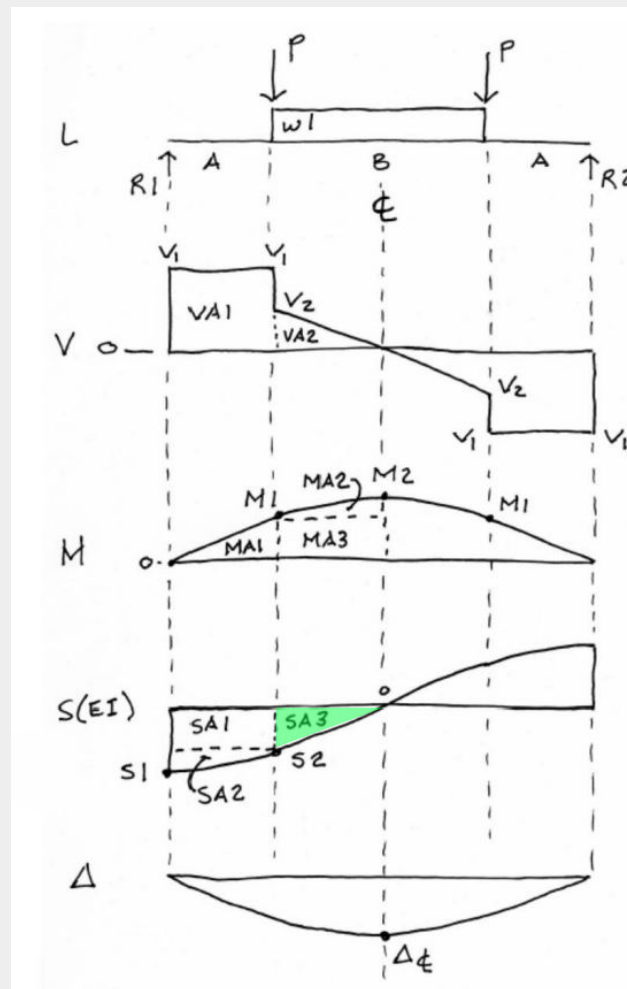 P P
L w1
R1 A B A R2
℄
V₁ V₁
VA1 V₂
V 0 VA2
V₂
V₁ V₁
MA2 M2
M1 M1
MA1 MA3
M 0
0
S(EI) SA1 SA3
S1 S2
SA2
Δ
Δ℄